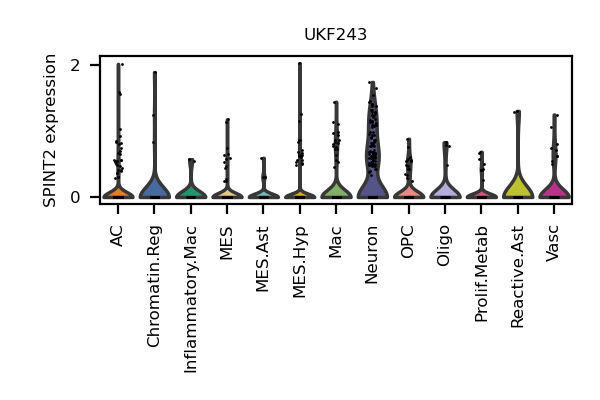 UKF243
SPINT2 expression
2
0
AC
Chromatin.Reg
Inflammatory.Mac
MES
MES.Ast
MES.Hyp
Mac
Neuron
OPC
Oligo
Prolif.Metab
Reactive.Ast
Vasc